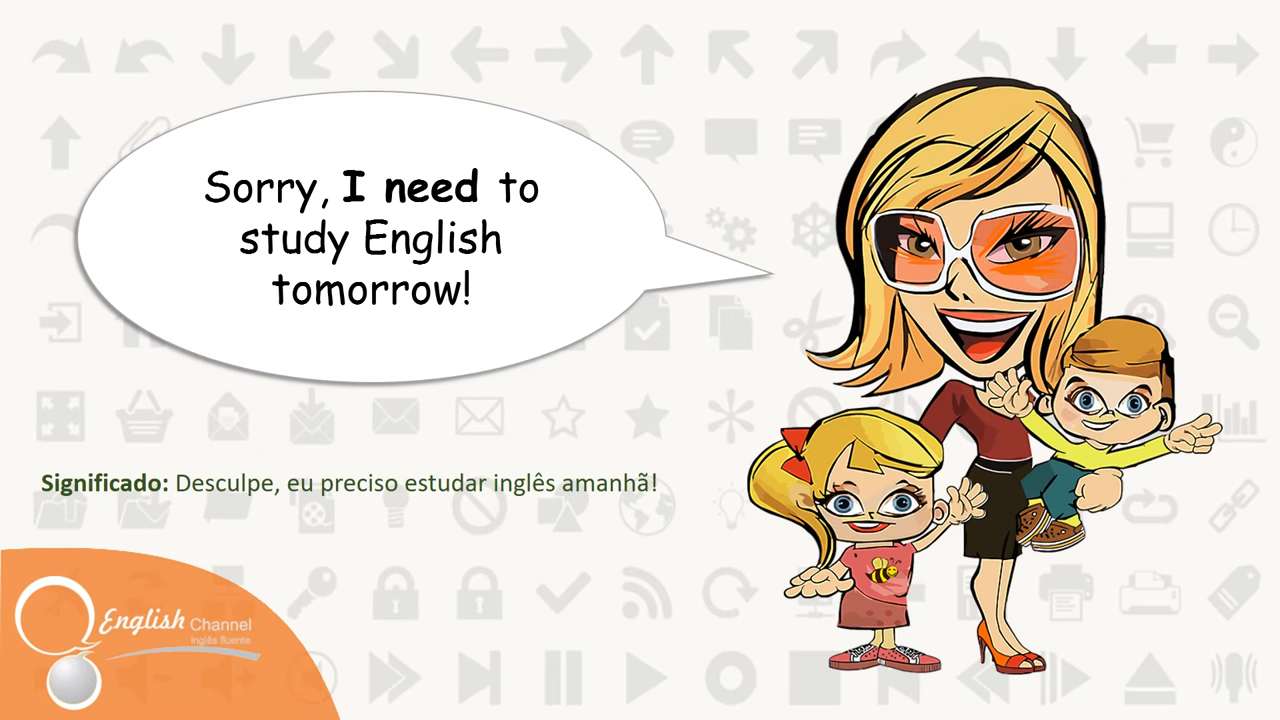 Sorry, I need to
study English
tomorrow!
Significado: Desculpe, eu preciso estudar inglês amanhã!
English Channel
inglês fluente